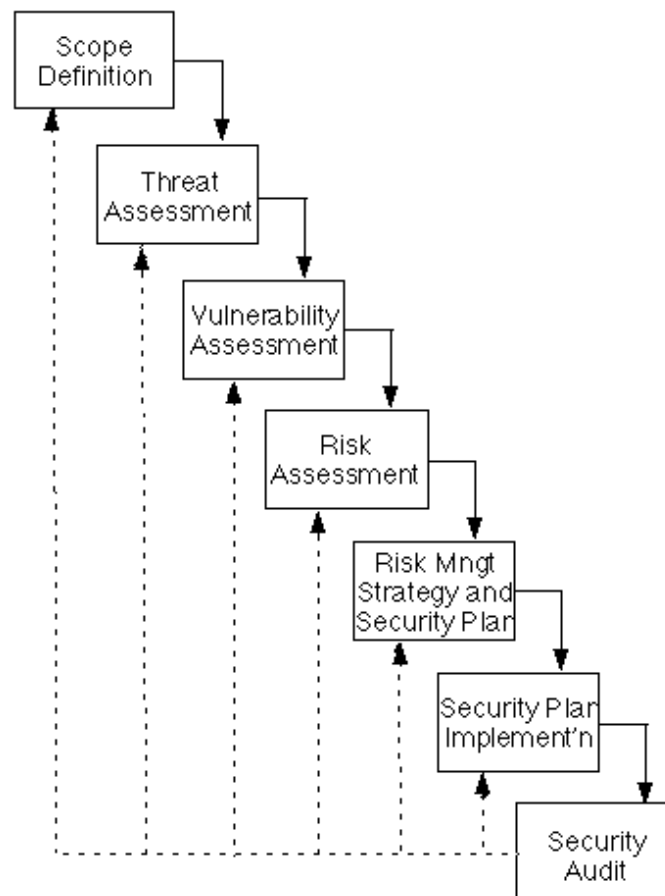 Scope
Definition
Threat
Assessment
Vulnerability
Assessment
Risk
Assessment
Risk Mngt
Strategy and
Security Plan
Security Plan
Implement'n
Security
Audit